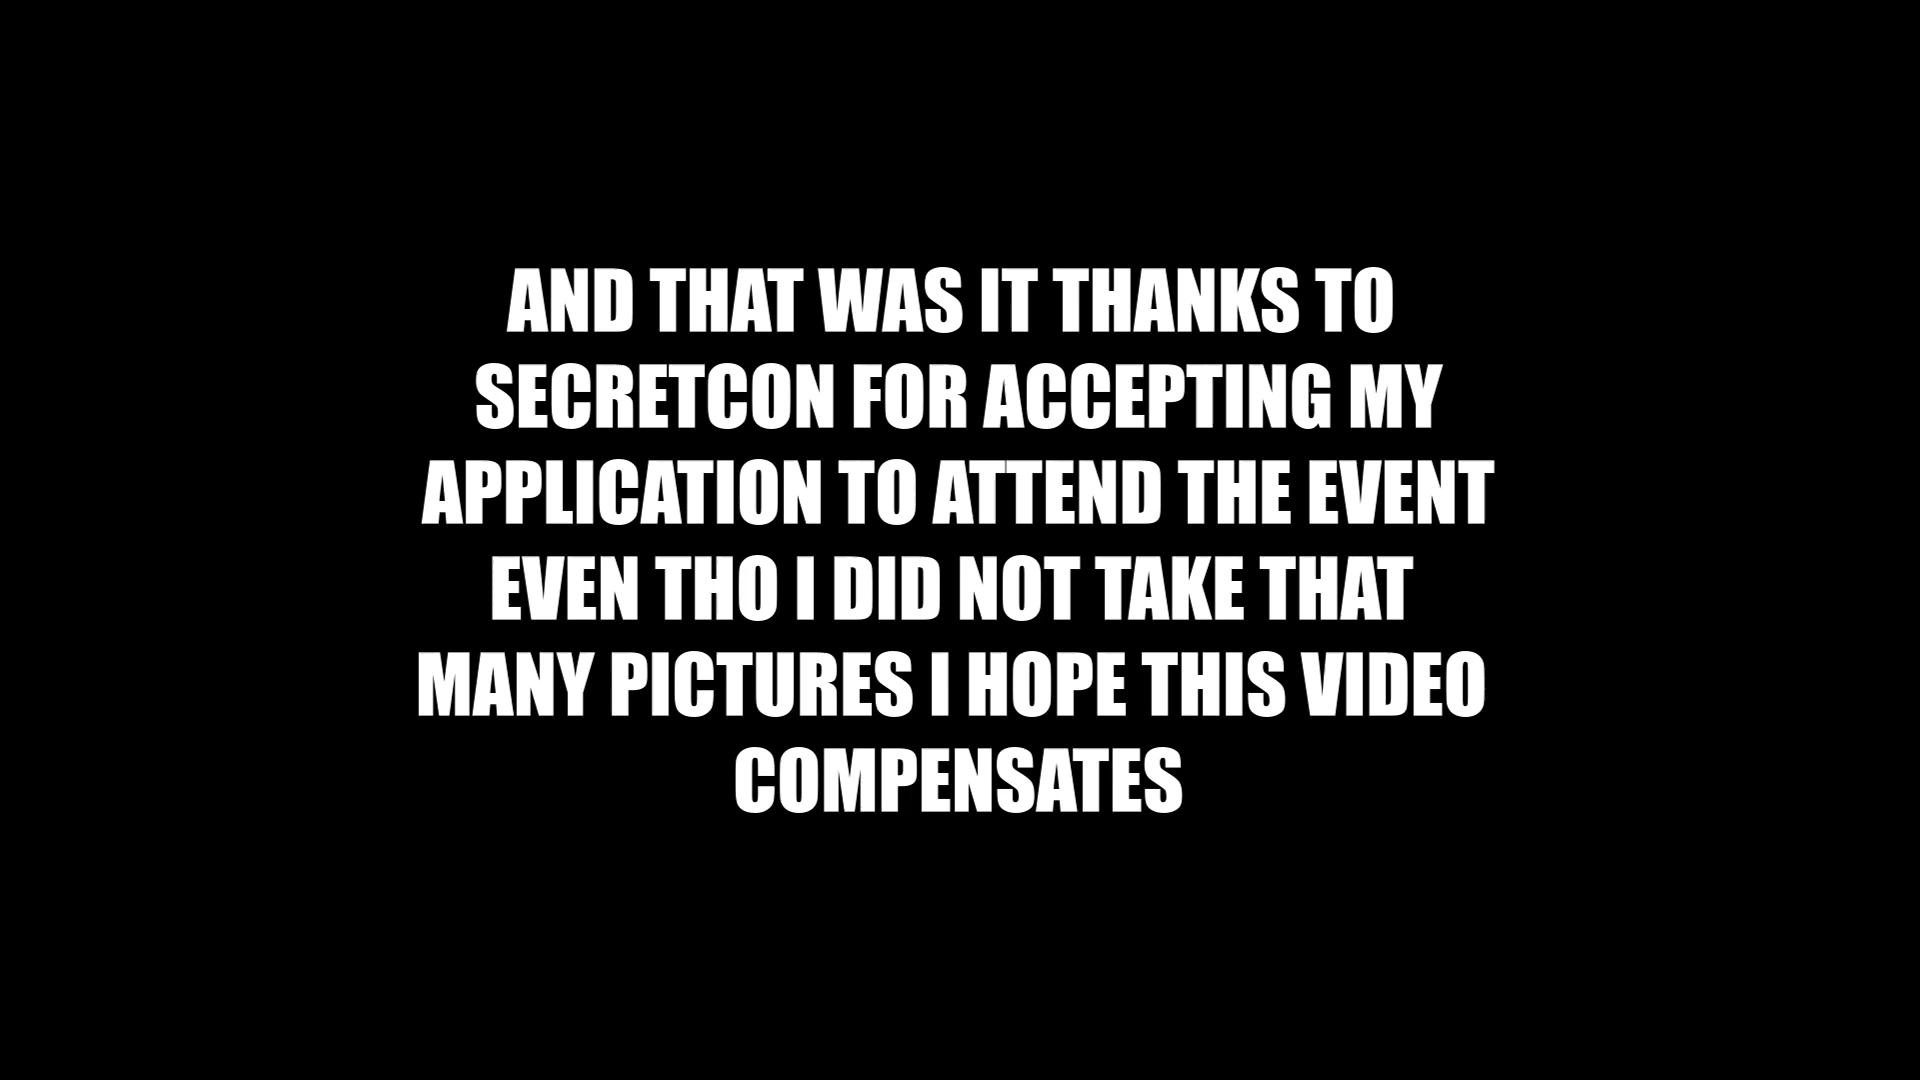 AND THAT WAS IT THANKS TO
SECRETCON FOR ACCEPTING MY
APPLICATION TO ATTEND THE EVENT
EVEN THO I DID NOT TAKE THAT
MANY PICTURES I HOPE THIS VIDEO
COMPENSATES